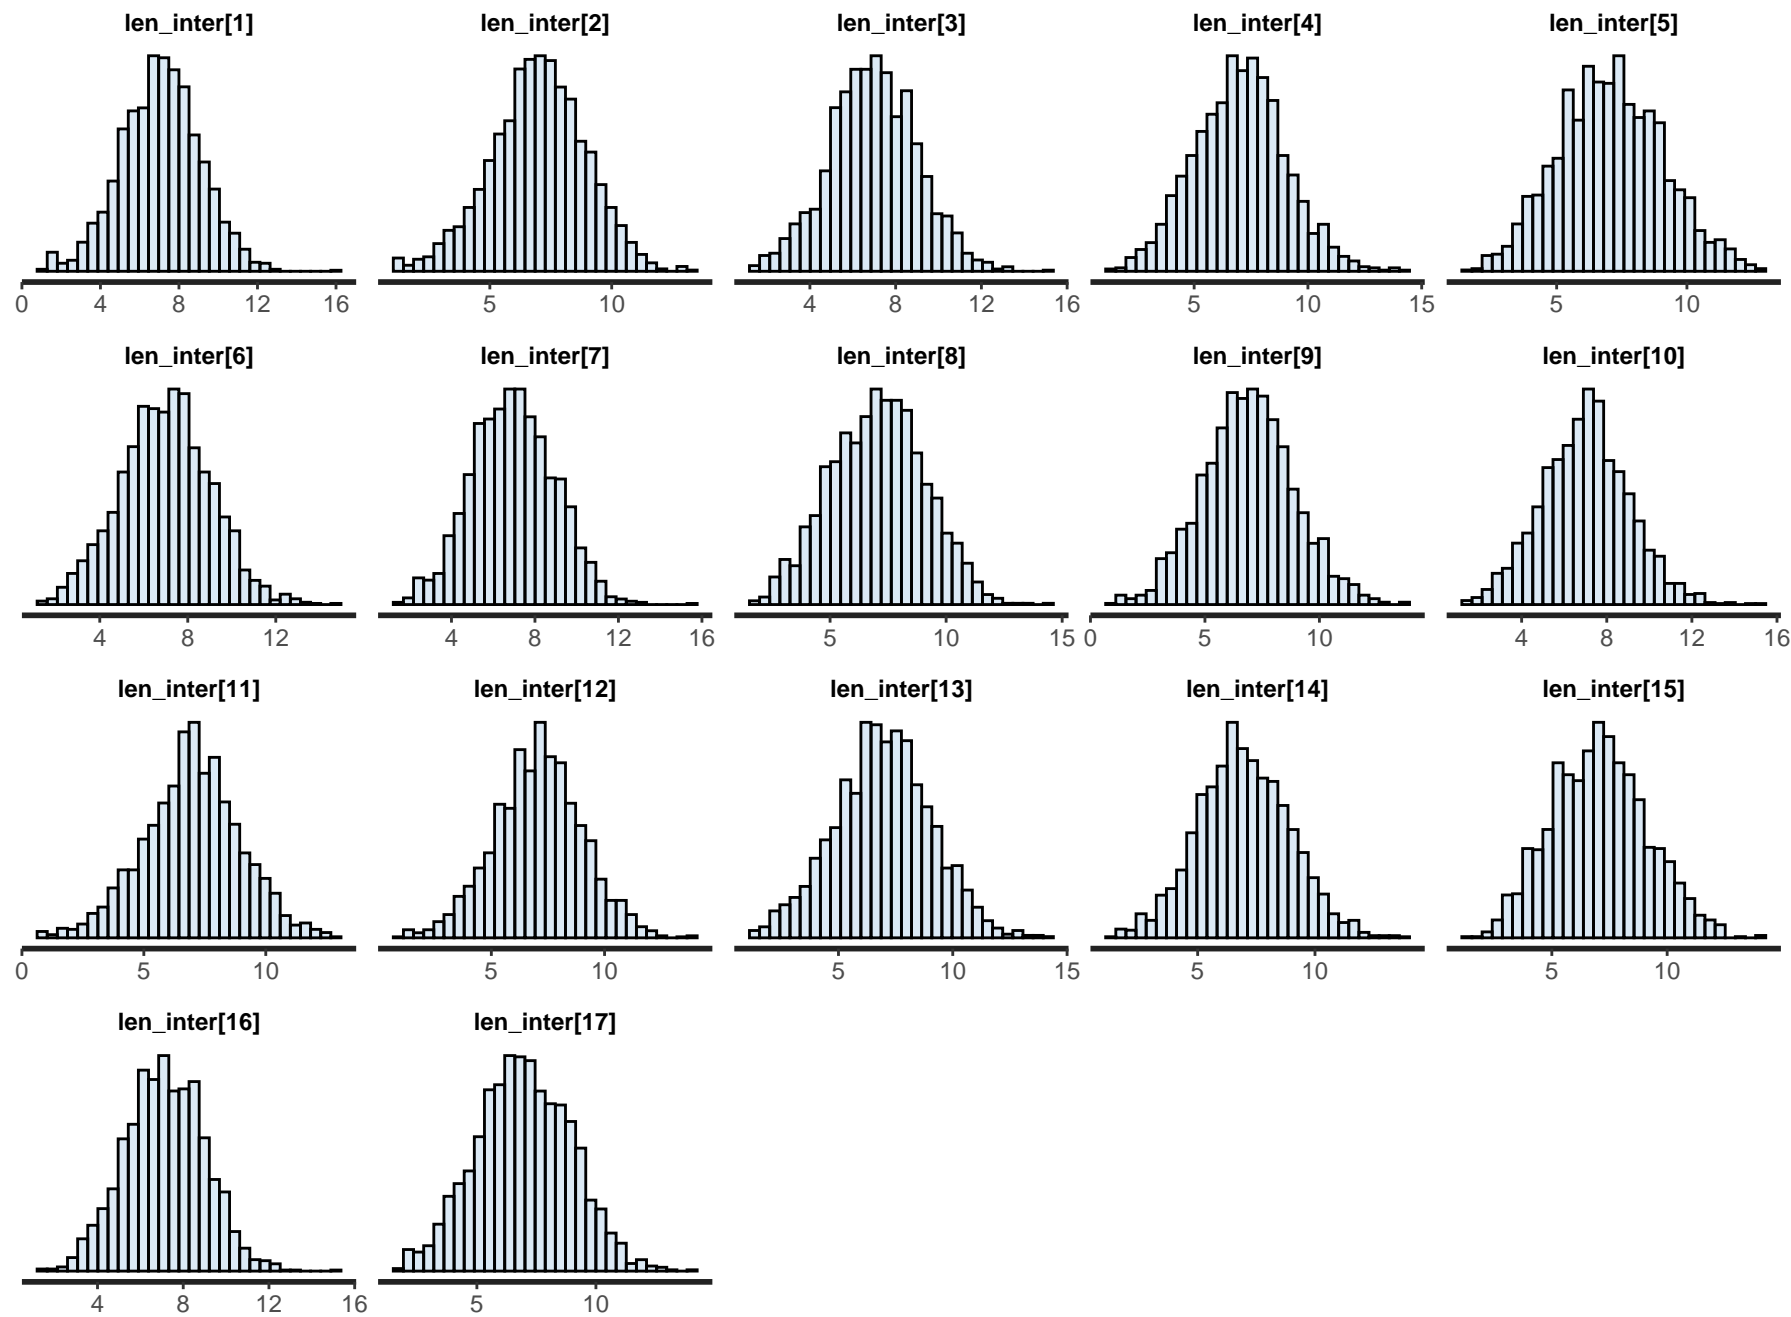 len_inter[1] len_inter[2] len_inter[3] len_inter[4] len_inter[5]
0 4 8 12 16 5 10 4 8 12 16 5 10 15 5 10
len_inter[6] len_inter[7] len_inter[8] len_inter[9] len_inter[10]
4 8 12 4 8 12 16 5 10 15 0 5 10 4 8 12 16
len_inter[11] len_inter[12] len_inter[13] len_inter[14] len_inter[15]
0 5 10 5 10 5 10 15 5 10 5 10
len_inter[16] len_inter[17]
4 8 12 16 5 10